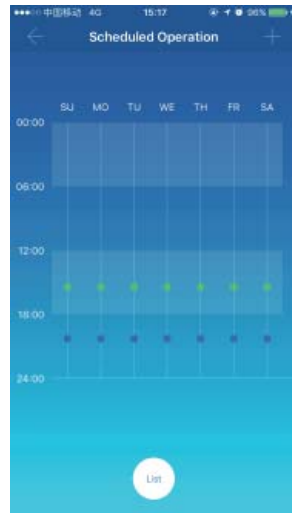 中国移动 4G 15:17 96%
Scheduled Operation
SU MO TU WE TH FR SA
00:00
06:00
12:00
18:00
24:00
List